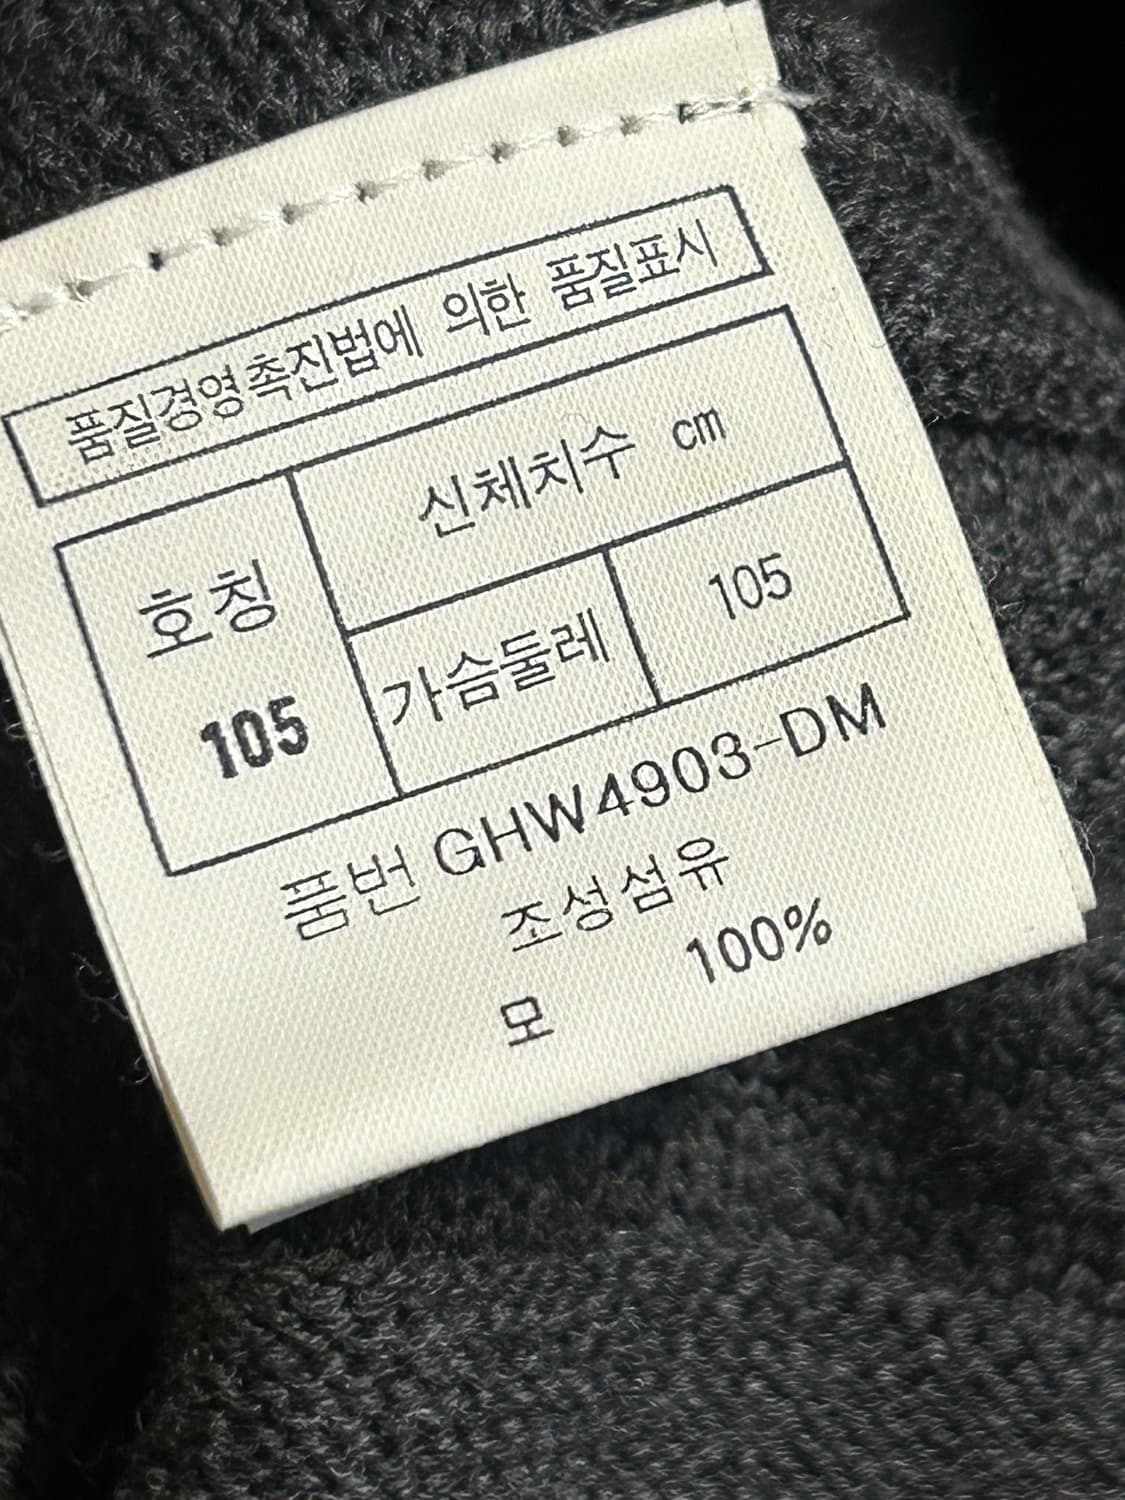 품질경영촉진법에 의한 품질표시
호칭
105
신체치수 cm
가슴둘레 105
품번 GHW4903-DM
조성섬유
모 100%